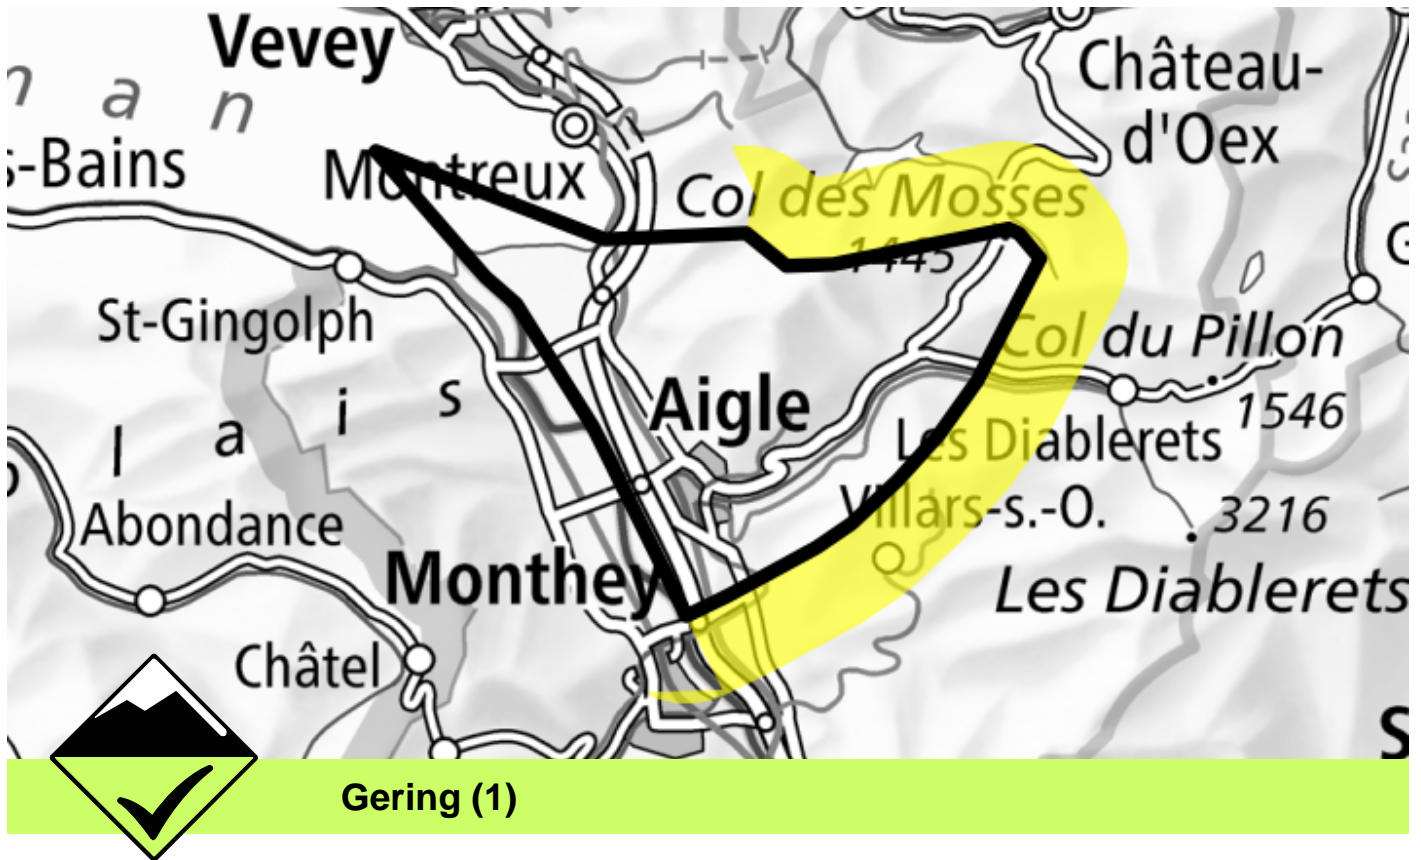 Vevey
Château-
d'Oex
n a n
s-Bains
Montreux
Col des Mosses
1445
G
St-Gingolph
Col du Pillon
1546
l a i s
Aigle
Les Diablerets
Villars-s.-O.
3216
Abondance
Monthey
Les Diablerets
Châtel
S
Gering (1)